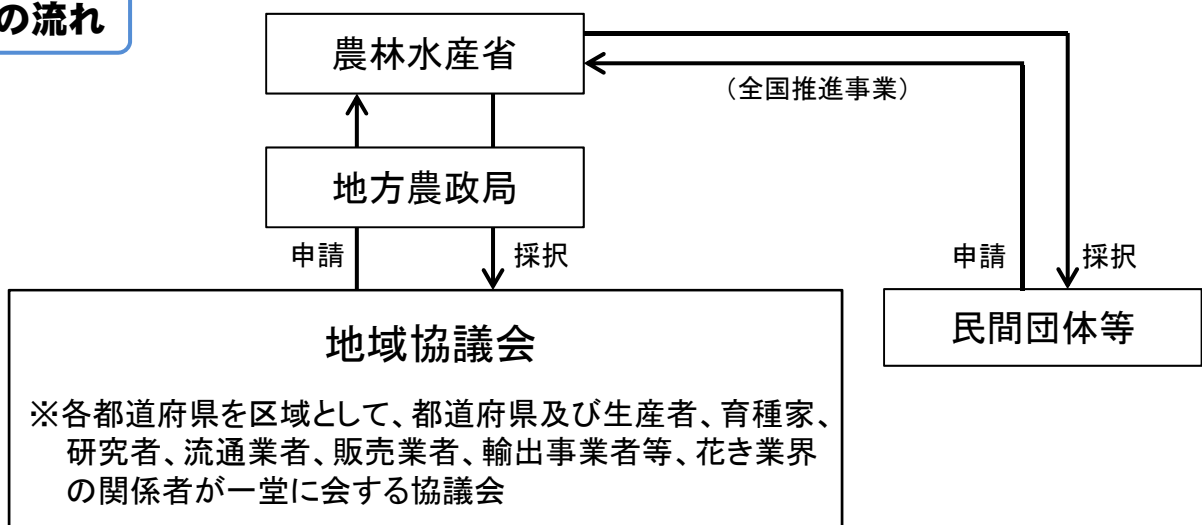 の流れ
農林水産省
（全国推進事業）
地方農政局
申請
採択
申請
採択
地域協議会
民間団体等
※各都道府県を区域として、都道府県及び生産者、育種家、
研究者、流通業者、販売業者、輸出事業者等、花き業界
の関係者が一堂に会する協議会